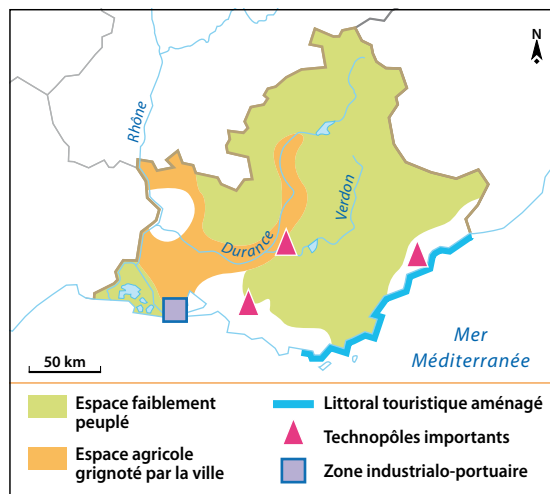 N
Rhône
Durance
Verdon
Mer
Méditerranée
50 km
Espace faiblement
peuplé
Espace agricole
grignoté par la ville
Littoral touristique aménagé
Technopôles importants
Zone industrialo-portuaire